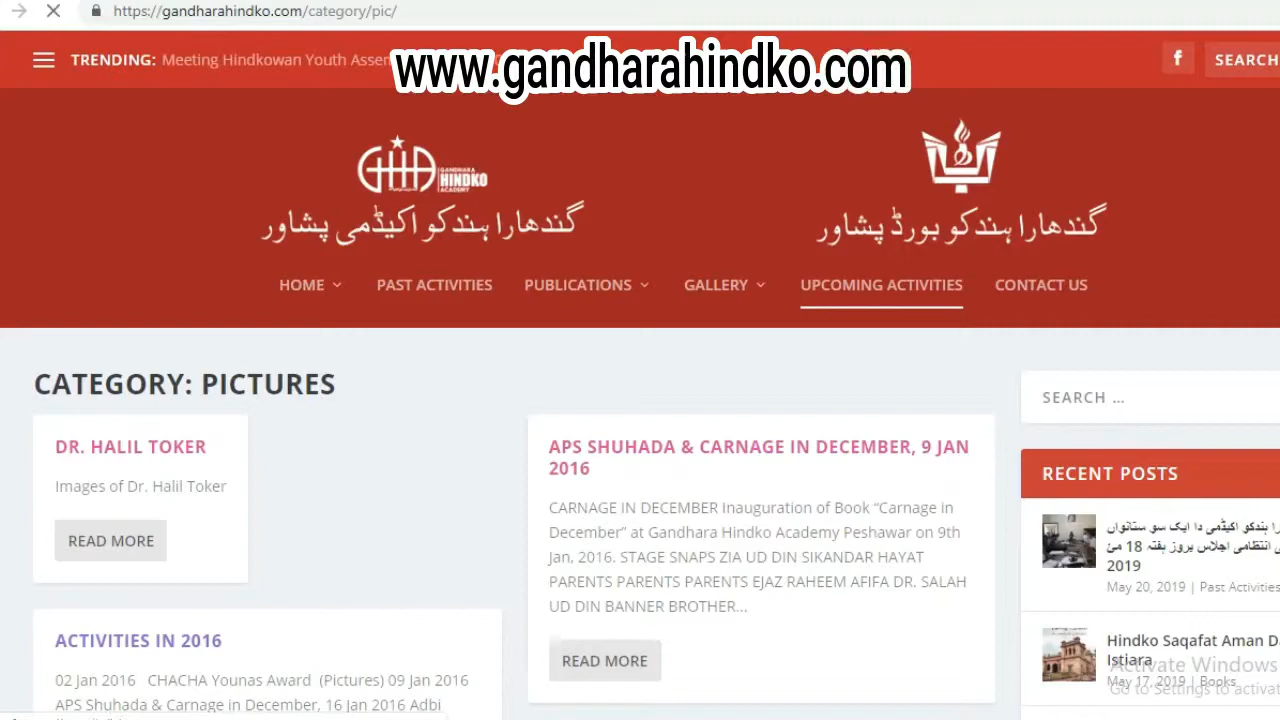 https://gandharahindko.com/category/pic/
TRENDING: Meeting Hindkowan Youth
www.gandharahindko.com
SEARCH
GANDHARA
HINDKO
ACADEMY
گندھارا ہندکو اکیڈمی پشاور
گندھارا ہندکو بورڈ پشاور
HOME PAST ACTIVITIES PUBLICATIONS GALLERY UPCOMING ACTIVITIES CONTACT US
CATEGORY: PICTURES
DR. HALIL TOKER
Images of Dr. Halil Toker
READ MORE
ACTIVITIES IN 2016
02 Jan 2016 CHACHA Younas Award (Pictures) 09 Jan 2016
APS Shuhada & Carnage in December, 16 Jan 2016 Adbi
APS SHUHADA & CARNAGE IN DECEMBER, 9 JAN
2016
CARNAGE IN DECEMBER Inauguration of Book “Carnage in
December” at Gandhara Hindko Academy Peshawar on 9th
Jan, 2016. STAGE SNAPS ZIA UD DIN SIKANDAR HAYAT
PARENTS PARENTS PARENTS EJAZ RAHEEM AFIFA DR. SALAH
UD DIN BANNER BROTHER...
READ MORE
SEARCH ...
RECENT POSTS
ہندکو اکیڈمی دا ایک سو ستانواں
انتظامی اجلاس بروز ہفتہ 18 مئ
2019
May 20, 2019 | Past Activities
Hindko Saqafat Aman
Istiara
May 17, 2019 | Books
Activate Windows
Go to Settings to